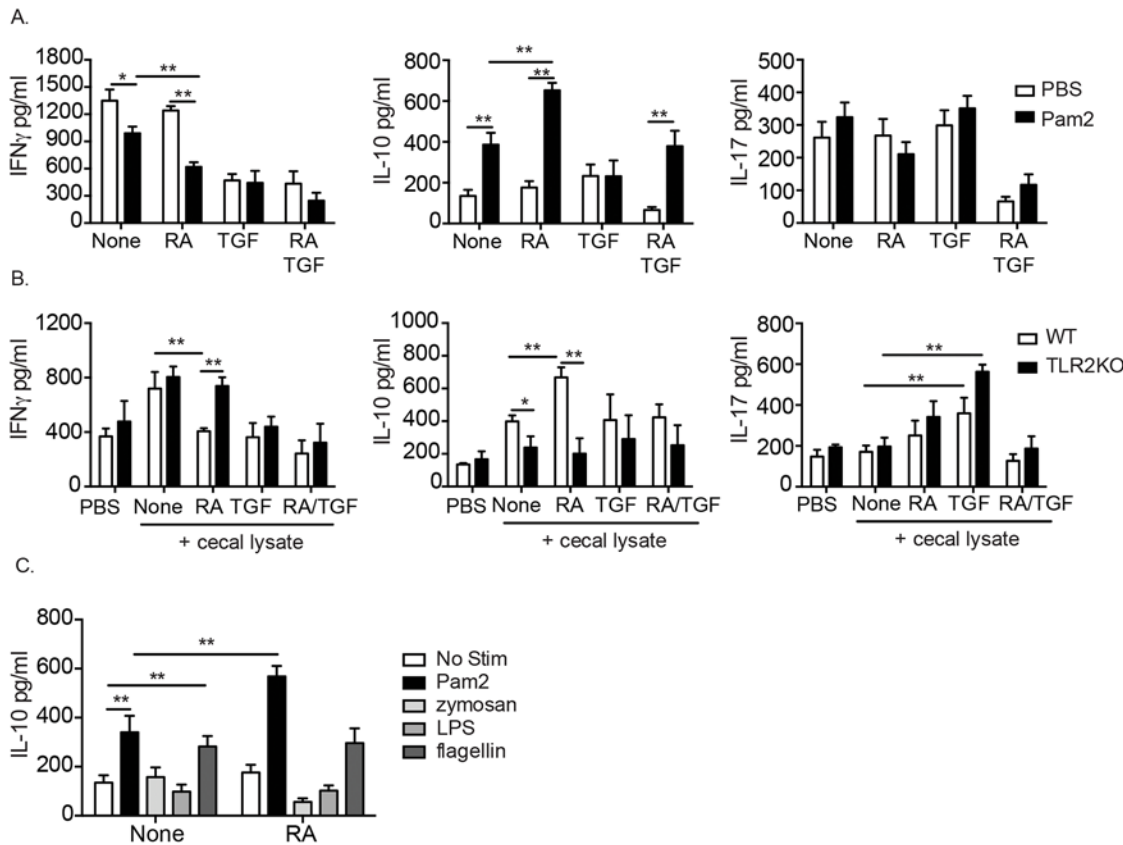 A.
IFNγ pg/ml
1800
1500
1200
900
600
300
0
* ** **
None RA TGF RA
TGF
IL-10 pg/ml
800
600
400
200
0
** ** ** **
None RA TGF RA
TGF
IL-17 pg/ml
500
400
300
200
100
0
None RA TGF RA
TGF
PBS
Pam2
B.
IFNγ pg/ml
1200
800
400
0
** **
PBS None RA TGF RA/TGF
+ cecal lysate
IL-10 pg/ml
1000
800
600
400
200
0
** ** *
PBS None RA TGF RA/TGF
+ cecal lysate
IL-17 pg/ml
800
600
400
200
0
** **
PBS None RA TGF RA/TGF
+ cecal lysate
WT
TLR2KO
C.
IL-10 pg/ml
800
600
400
200
0
** ** **
None RA
No Stim
Pam2
zymosan
LPS
flagellin